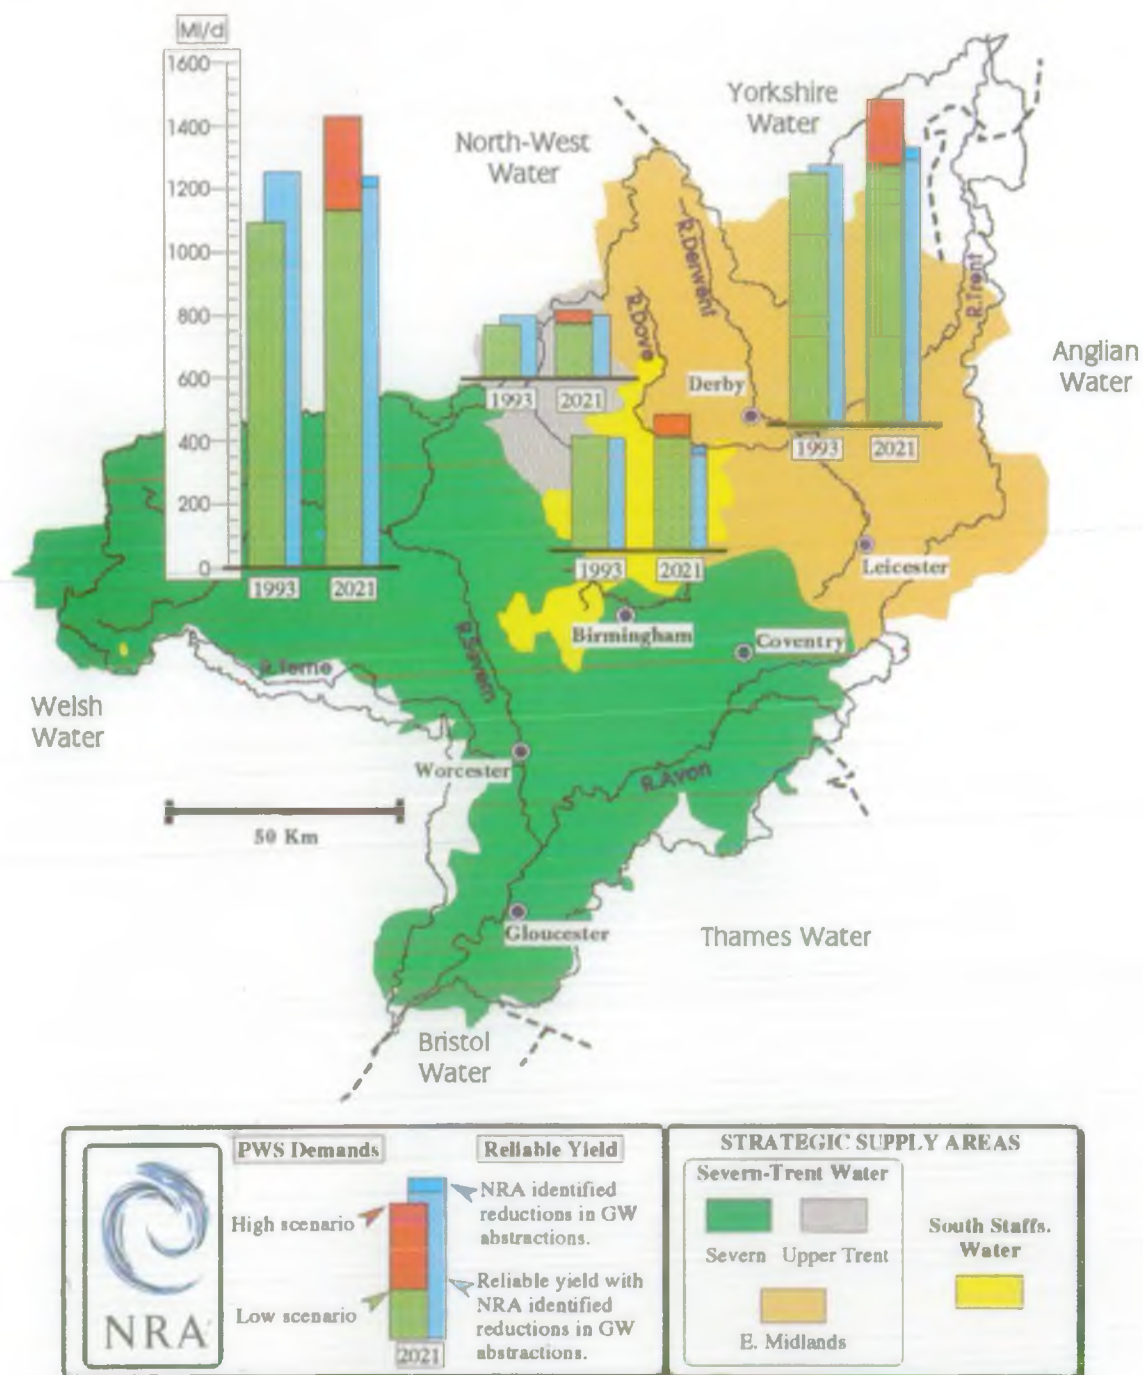 Ml/d
1600
1400
1200
1000
800
600
400
200
0
1993
2021
North-West
Water
Yorkshire
Water
Anglian
Water
R.Derwent
R.Dove
R.Trent
Derby
1993
2021
1993
2021
1993
2021
Leicester
Birmingham
Coventry
R.Severn
R.Teme
Welsh
Water
Worcester
R.Avon
50 Km
Gloucester
Thames Water
Bristol
Water
NRA
PWS Demands
High scenario
Low scenario
2021
Reliable Yield
NRA identified
reductions in GW
abstractions.
Reliable yield with
NRA identified
reductions in GW
abstractions.
STRATEGIC SUPPLY AREAS
Severn-Trent Water
Severn
Upper Trent
E. Midlands
South Staffs.
Water